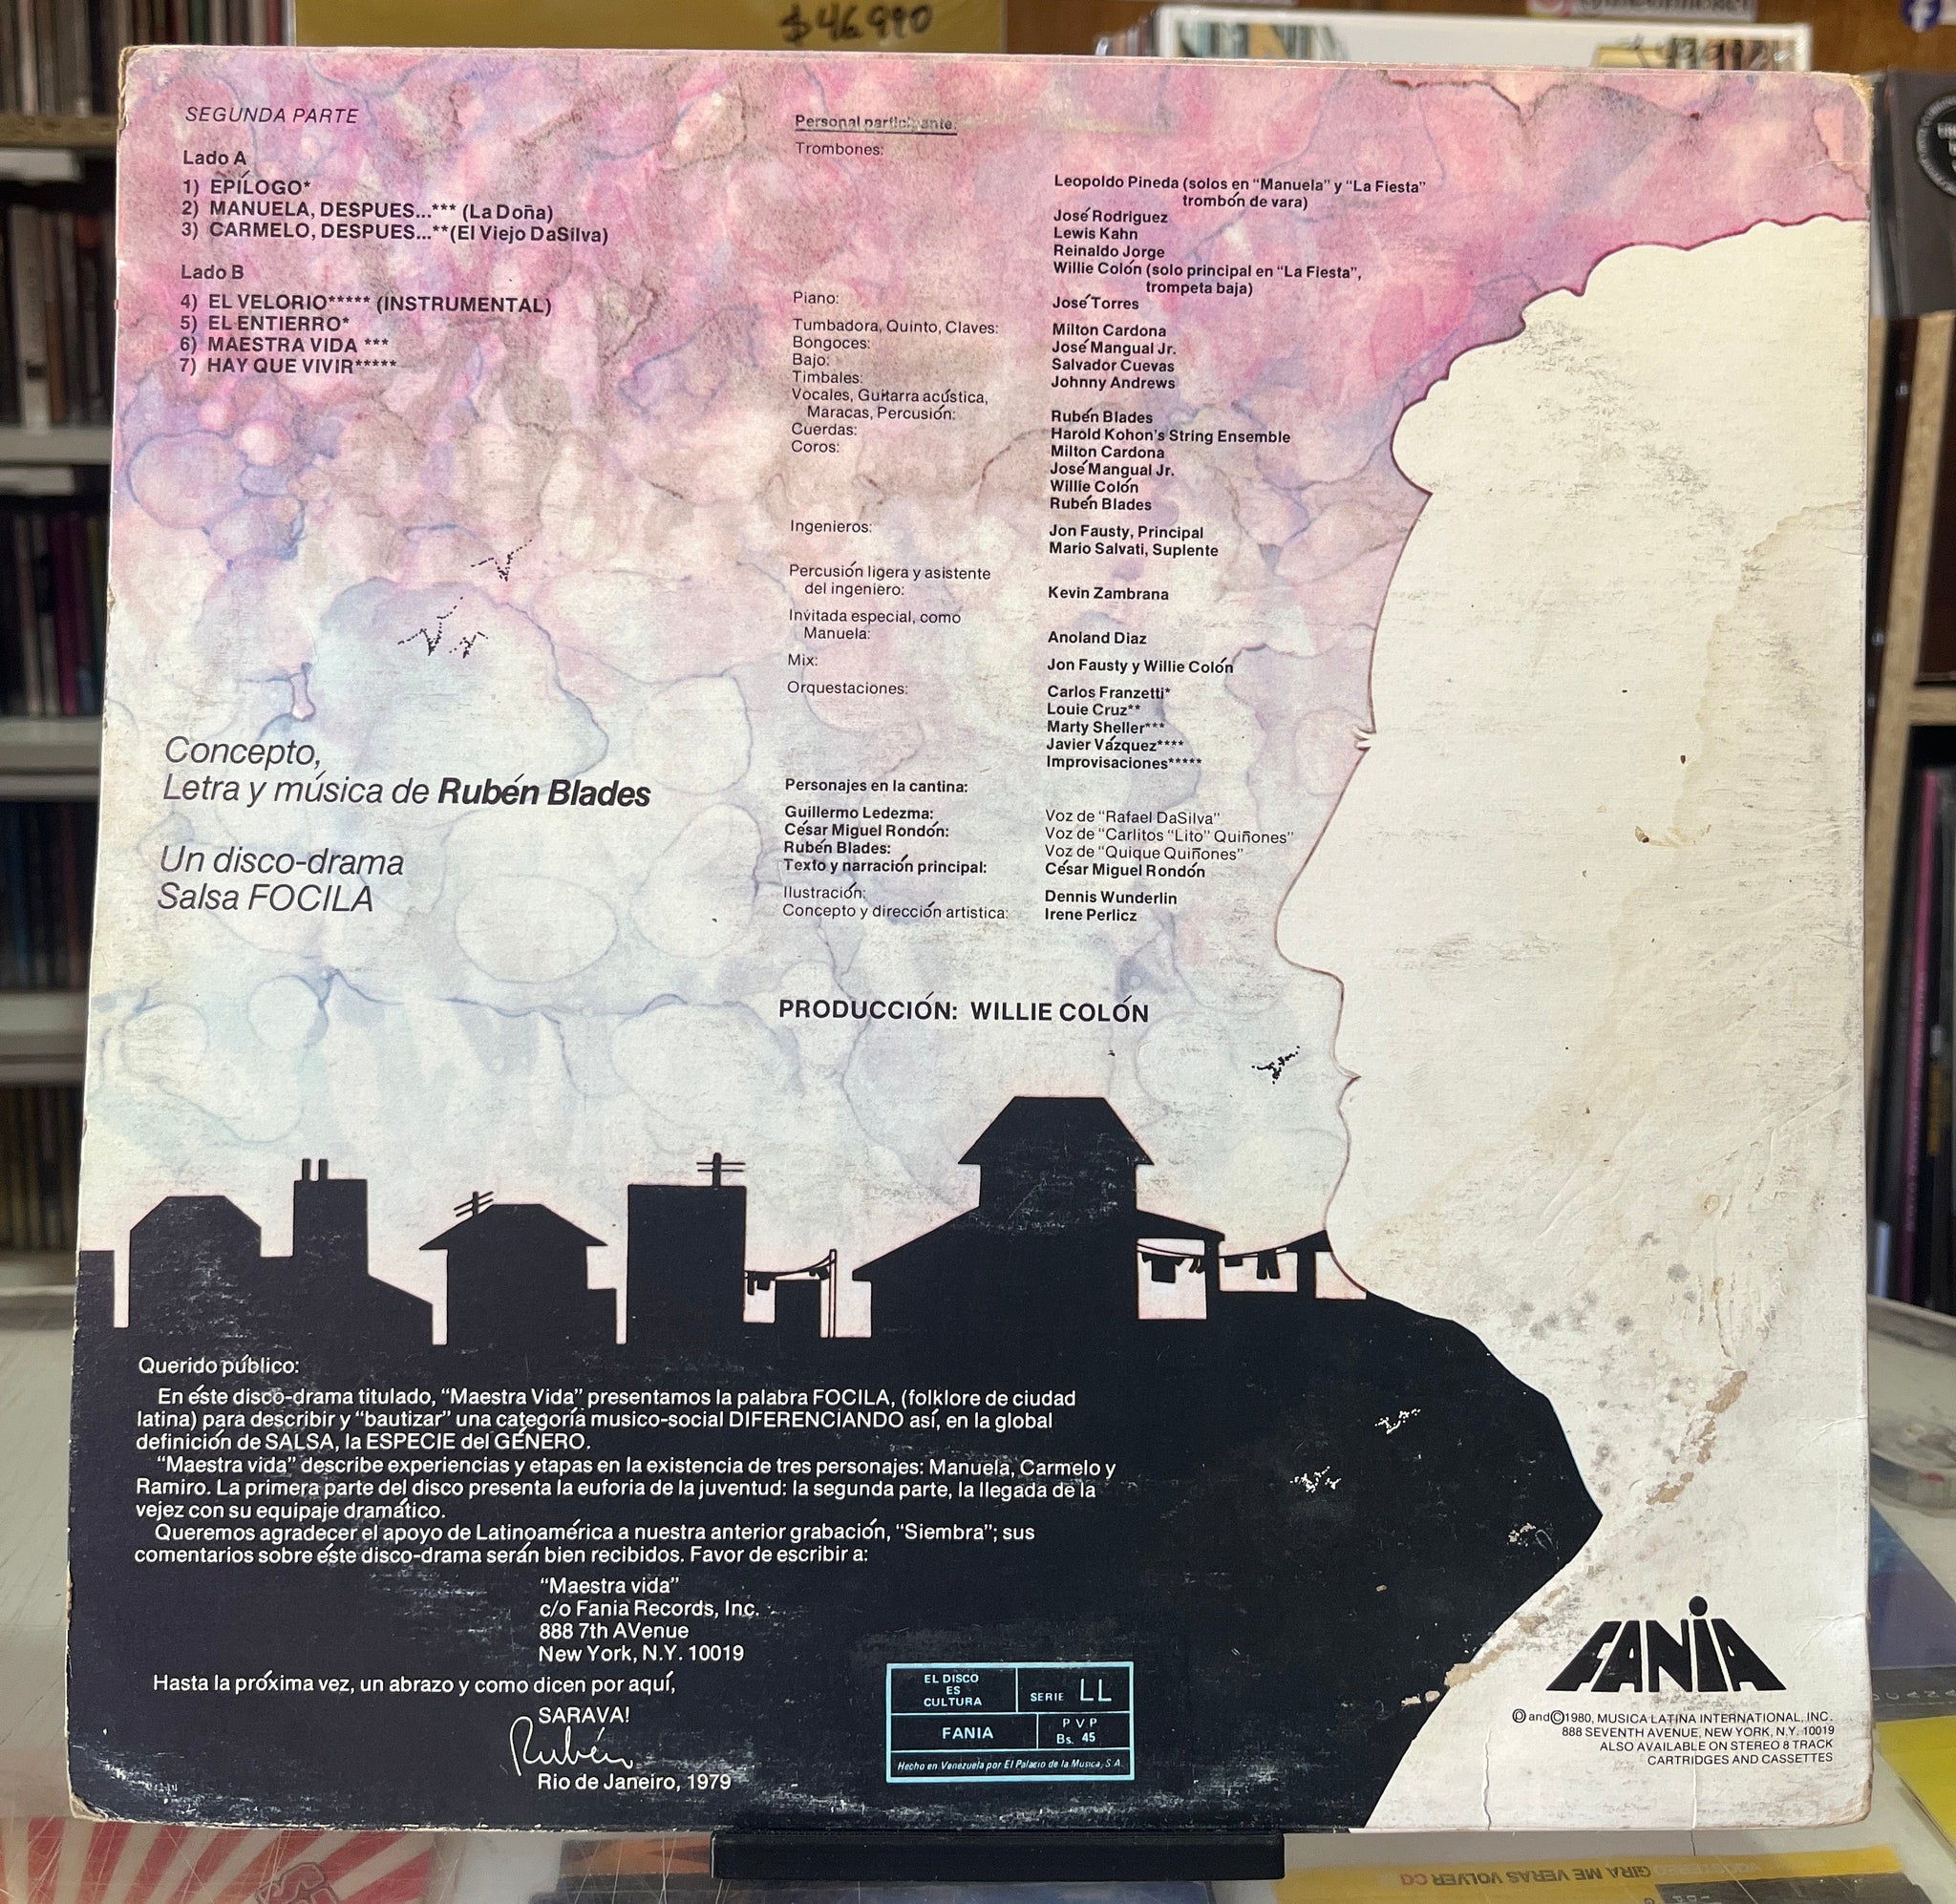 $46.990
SEGUNDA PARTE
Lado A
1) EPÍLOGO*
2) MANUELA, DESPUES...*** (La Doña)
3) CARMELO, DESPUES...**(El Viejo DaSilva)
Lado B
4) EL VELORIO***** (INSTRUMENTAL)
5) EL ENTIERRO*
6) MAESTRA VIDA ***
7) HAY QUE VIVIR*****
Concepto,
Letra y música de Rubén Blades
Un disco-drama
Salsa FOCILA
Personal participante:
Trombones:
Leopoldo Pineda (solos en “Manuela” y “La Fiesta”
trombón de vara)
José Rodriguez
Lewis Kahn
Reinaldo Jorge
Willie Colón (solo principal en “La Fiesta”,
trompeta baja)
Piano: José Torres
Tumbadora, Quinto, Claves: Milton Cardona
Bongoces: José Mangual Jr.
Bajo: Salvador Cuevas
Timbales: Johnny Andrews
Vocales, Guitarra acústica,
Maracas, Percusión: Rubén Blades
Cuerdas: Harold Kohon's String Ensemble
Coros: Milton Cardona
José Mangual Jr.
Willie Colón
Rubén Blades
Ingenieros: Jon Fausty, Principal
Mario Salvati, Suplente
Percusión ligera y asistente
del ingeniero: Kevin Zambrana
Invitada especial, como
Manuela: Anoland Diaz
Mix: Jon Fausty y Willie Colón
Orquestaciones: Carlos Franzetti*
Louie Cruz**
Marty Sheller***
Javier Vázquez****
Improvisaciones*****
Personajes en la cantina:
Guillermo Ledezma: Voz de “Rafael DaSilva”
César Miguel Rondón: Voz de “Carlitos “Lito” Quiñones”
Rubén Blades: Voz de “Quique Quiñones”
Texto y narración principal: César Miguel Rondón
Ilustración: Dennis Wunderlin
Concepto y dirección artistica: Irene Perlicz
PRODUCCIÓN: WILLIE COLÓN
Querido público:
En éste disco-drama titulado, “Maestra Vida” presentamos la palabra FOCILA, (folklore de ciudad
latina) para describir y “bautizar” una categoría musico-social DIFERENCIANDO así, en la global
definición de SALSA, la ESPECIE del GÉNERO.
“Maestra vida” describe experiencias y etapas en la existencia de tres personajes: Manuela, Carmelo y
Ramiro. La primera parte del disco presenta la euforia de la juventud: la segunda parte, la llegada de la
vejez con su equipaje dramático.
Queremos agradecer el apoyo de Latinoamérica a nuestra anterior grabación, “Siembra”; sus
comentarios sobre éste disco-drama serán bien recibidos. Favor de escribir a:
“Maestra vida”
c/o Fania Records, Inc.
888 7th AVenue
New York, N.Y. 10019
Hasta la próxima vez, un abrazo y como dicen por aquí,
SARAVA!
Rubén
Rio de Janeiro, 1979
EL DISCO
ES
CULTURA
SERIE LL
FANIA
P V P
Bs. 45
Hecho en Venezuela por El Palacio de la Musica, S.A.
FANIA
Ⓟ and © 1980, MUSICA LATINA INTERNATIONAL, INC.
888 SEVENTH AVENUE, NEW YORK, N.Y. 10019
ALSO AVAILABLE ON STEREO 8 TRACK
CARTRIDGES AND CASSETTES
GIRA ME VERAS VOLVER